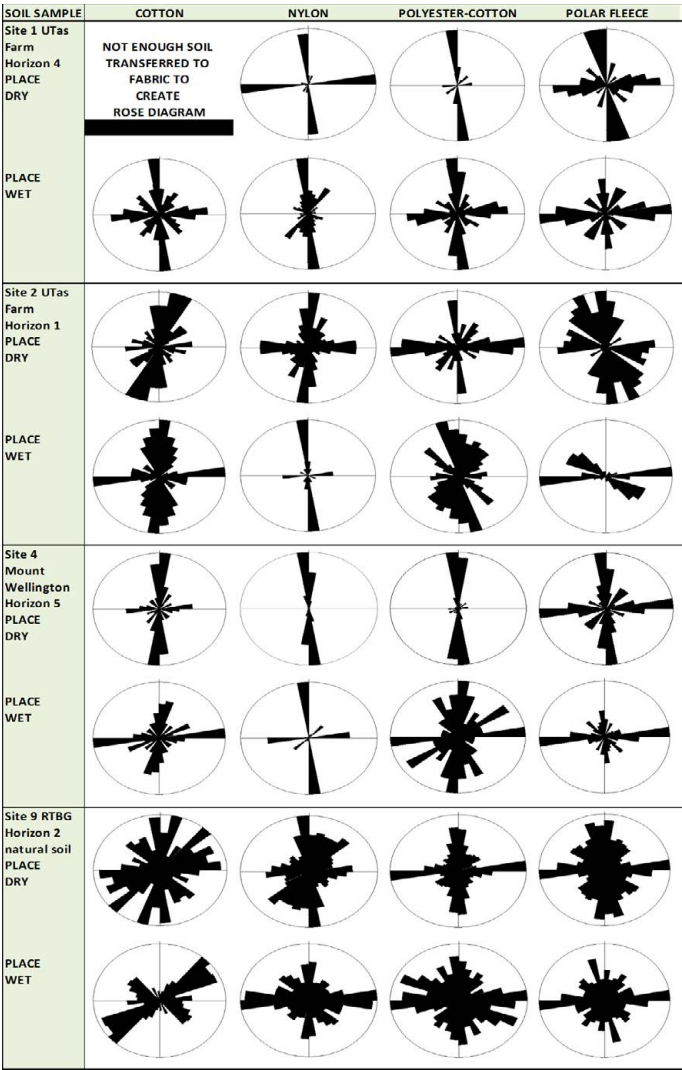 SOIL SAMPLE COTTON NYLON POLYESTER-COTTON POLAR FLEECE
Site 1 UTas
Farm
Horizon 4
PLACE
DRY
NOT ENOUGH SOIL
TRANSFERRED TO
FABRIC TO
CREATE
ROSE DIAGRAM
PLACE
WET
Site 2 UTas
Farm
Horizon 1
PLACE
DRY
PLACE
WET
Site 4
Mount
Wellington
Horizon 5
PLACE
DRY
PLACE
WET
Site 9 RTBG
Horizon 2
natural soil
PLACE
DRY
PLACE
WET